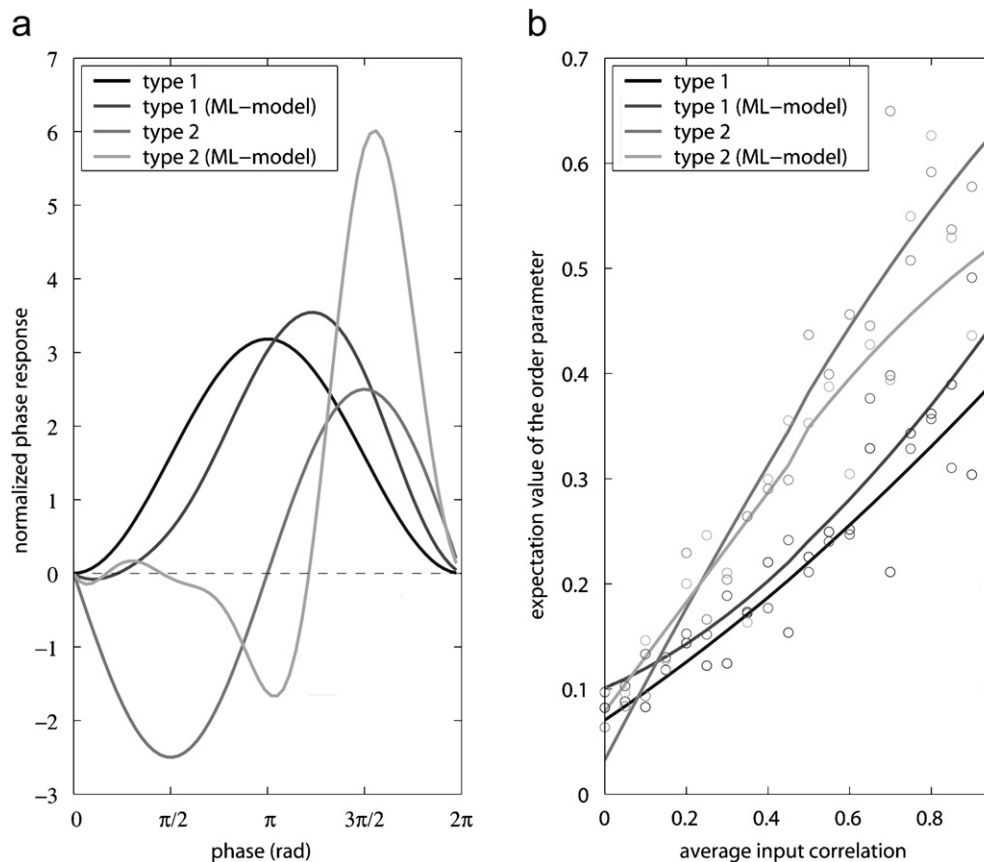 a
7
6
5
4
3
2
1
0
−1
−2
−3
normalized phase response
type 1
type 1 (ML−model)
type 2
type 2 (ML−model)
0 π/2 π 3π/2 2π
phase (rad)
b
0.7
0.6
0.5
0.4
0.3
0.2
0.1
0
expectation value of the order parameter
type 1
type 1 (ML−model)
type 2
type 2 (ML−model)
0 0.2 0.4 0.6 0.8
average input correlation